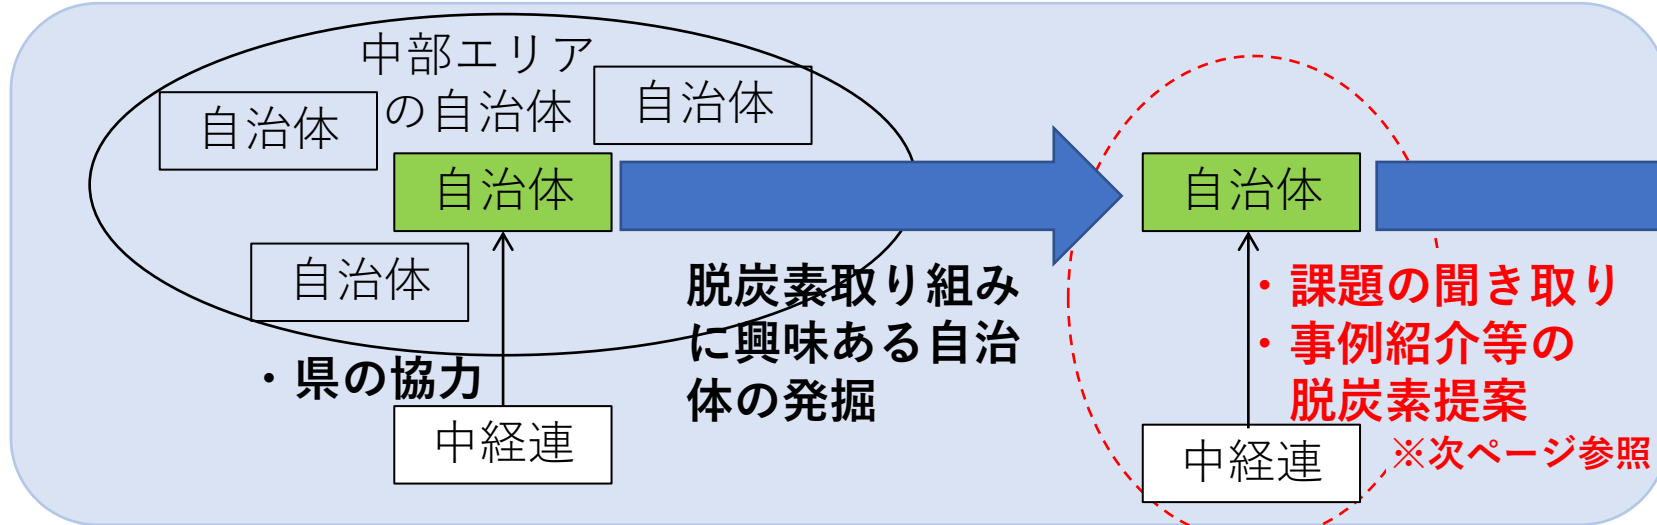 中部エリア
の自治体
自治体
自治体
自治体
自治体
・県の協力
中経連
脱炭素取り組み
に興味ある自治
体の発掘
自治体
・課題の聞き取り
・事例紹介等の
脱炭素提案
※次ページ参照
中経連